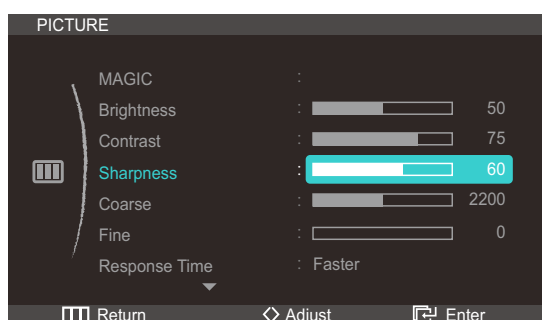 PICTURE
MAGIC :
Brightness : 50
Contrast : 75
Sharpness : 60
Coarse : 2200
Fine : 0
Response Time : Faster
Return Adjust Enter